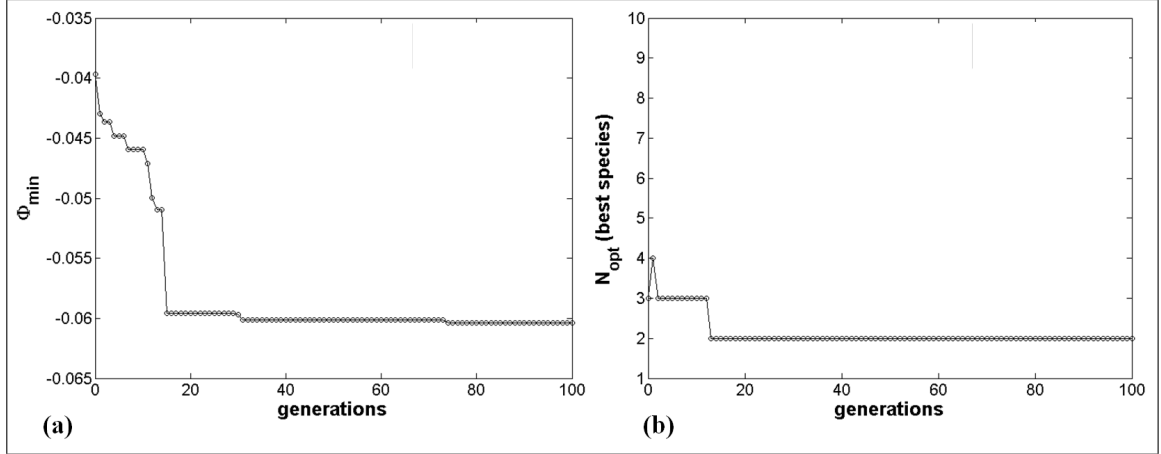 -0.035
-0.04
-0.045
-0.05
-0.055
-0.06
-0.065
Φmin
0 20 40 60 80 100
generations
(a)
10
9
8
7
6
5
4
3
2
1
Nopt (best species)
0 20 40 60 80 100
generations
(b)